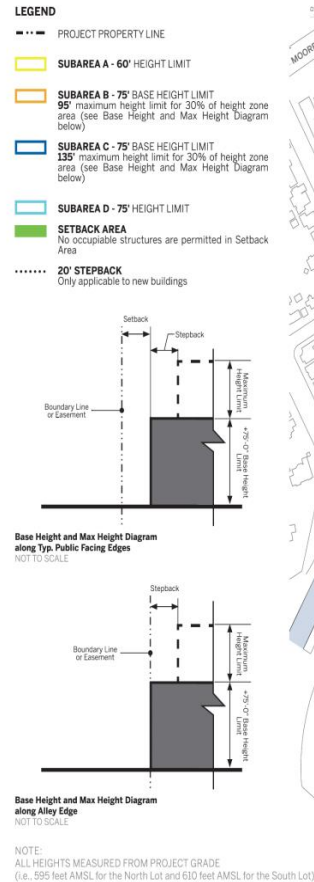 LEGEND
PROJECT PROPERTY LINE
SUBAREA A - 60' HEIGHT LIMIT
SUBAREA B - 75' BASE HEIGHT LIMIT
95' maximum height limit for 30% of height zone
area (see Base Height and Max Height Diagram
below)
SUBAREA C - 75' BASE HEIGHT LIMIT
135' maximum height limit for 30% of height zone
area (see Base Height and Max Height Diagram
below)
SUBAREA D - 75' HEIGHT LIMIT
SETBACK AREA
No occupiable structures are permitted in Setback
Area
20' STEPBACK
Only applicable to new buildings
Setback
Stepback
Maximum
Height Limit
Boundary Line
or Easement
+75'-0" Base Height
Limit
Base Height and Max Height Diagram
along Typ. Public Facing Edges
NOT TO SCALE
Stepback
Maximum
Height Limit
Boundary Line
or Easement
+75'-0" Base Height
Limit
Base Height and Max Height Diagram
along Alley Edge
NOT TO SCALE
NOTE:
ALL HEIGHTS MEASURED FROM PROJECT GRADE
(i.e., 595 feet AMSL for the North Lot and 610 feet AMSL for the South Lot)